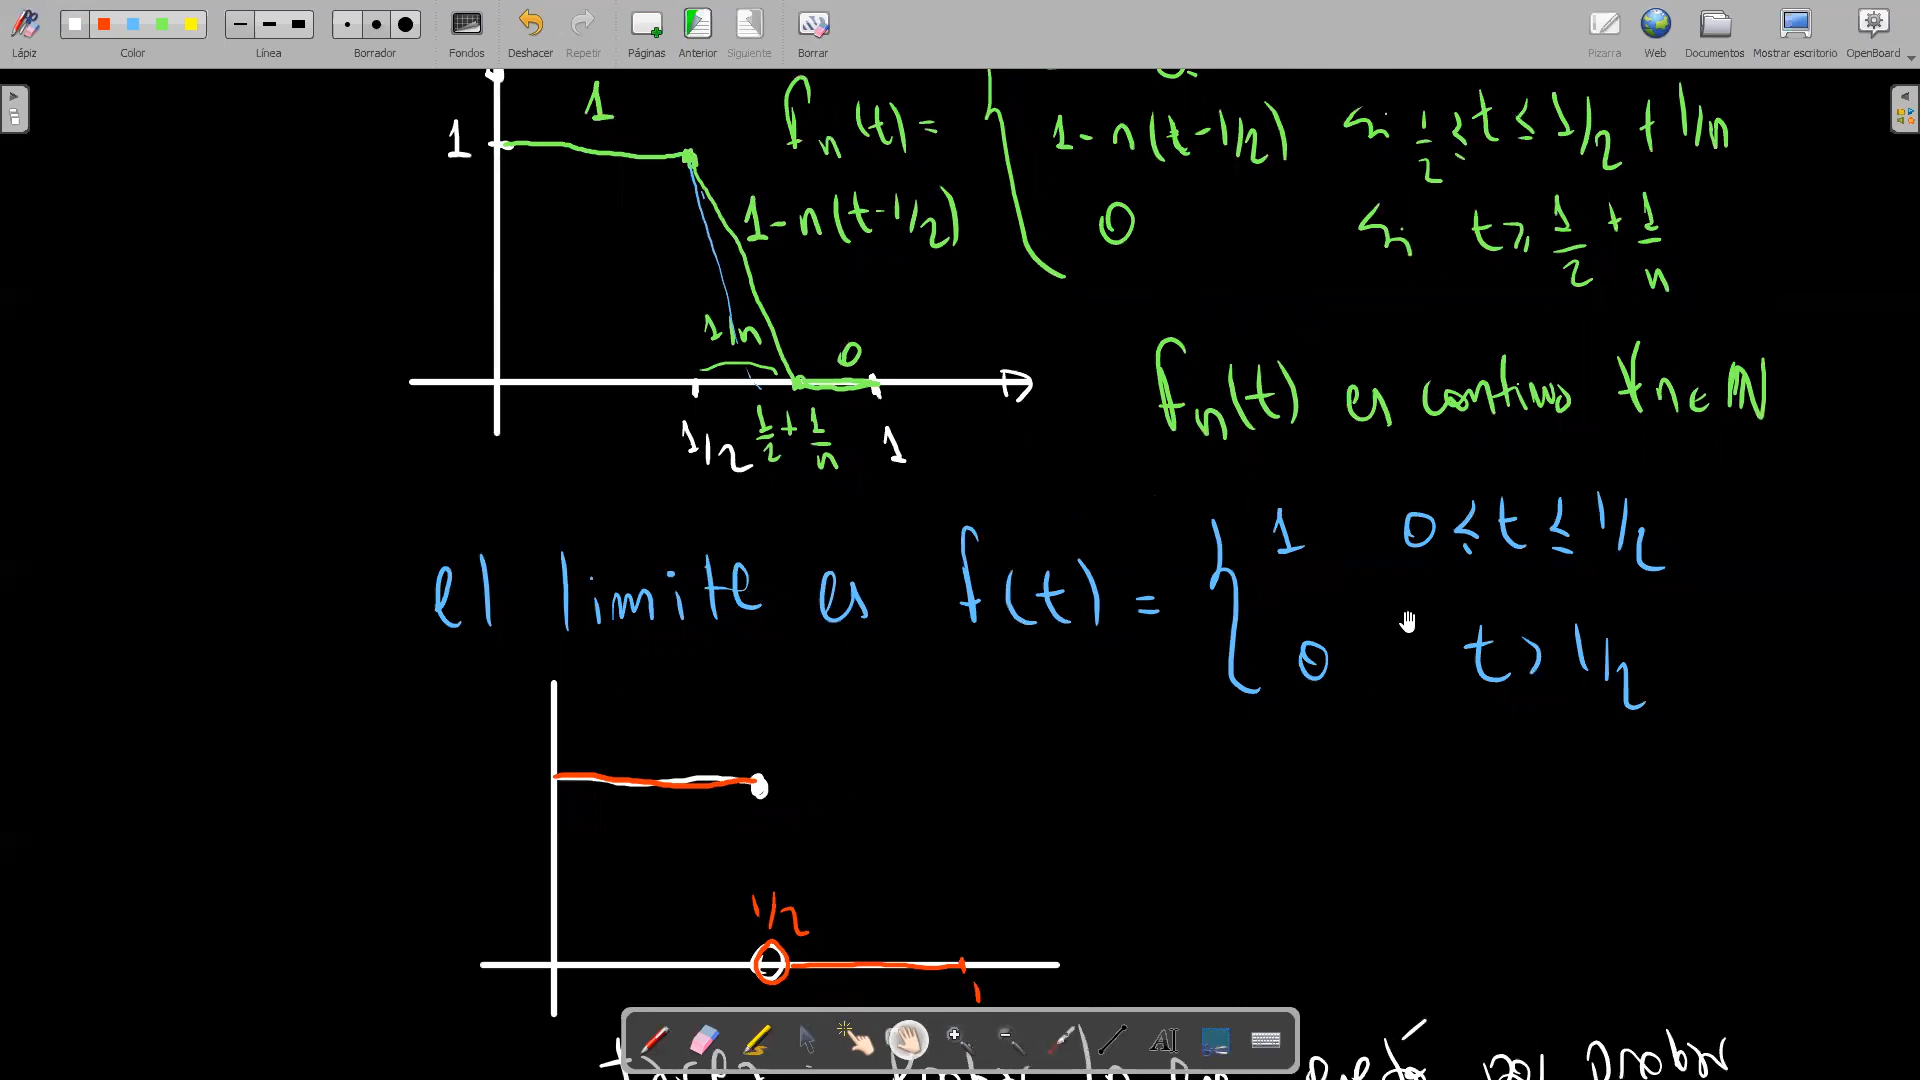 Lápiz Color Línea Borrador Fondos Deshacer Repetir Páginas Anterior Siguiente Borrar Pizarra Web Documentos Mostrar escritorio OpenBoard
1
1
fn(t) =
1-n(t-1/2) si 1/2 ≤ t ≤ 1/2 + 1/n
1-n(t-1/2)
0 si t ≥ 1/2 + 1/n
1/n
0
1/2 1/2 + 1/n 1
fn(t) es continua ∀n∈ℕ
el limite es f(t) = { 1 0 ≤ t ≤ 1/2
0 t > 1/2
1/2
1
probar